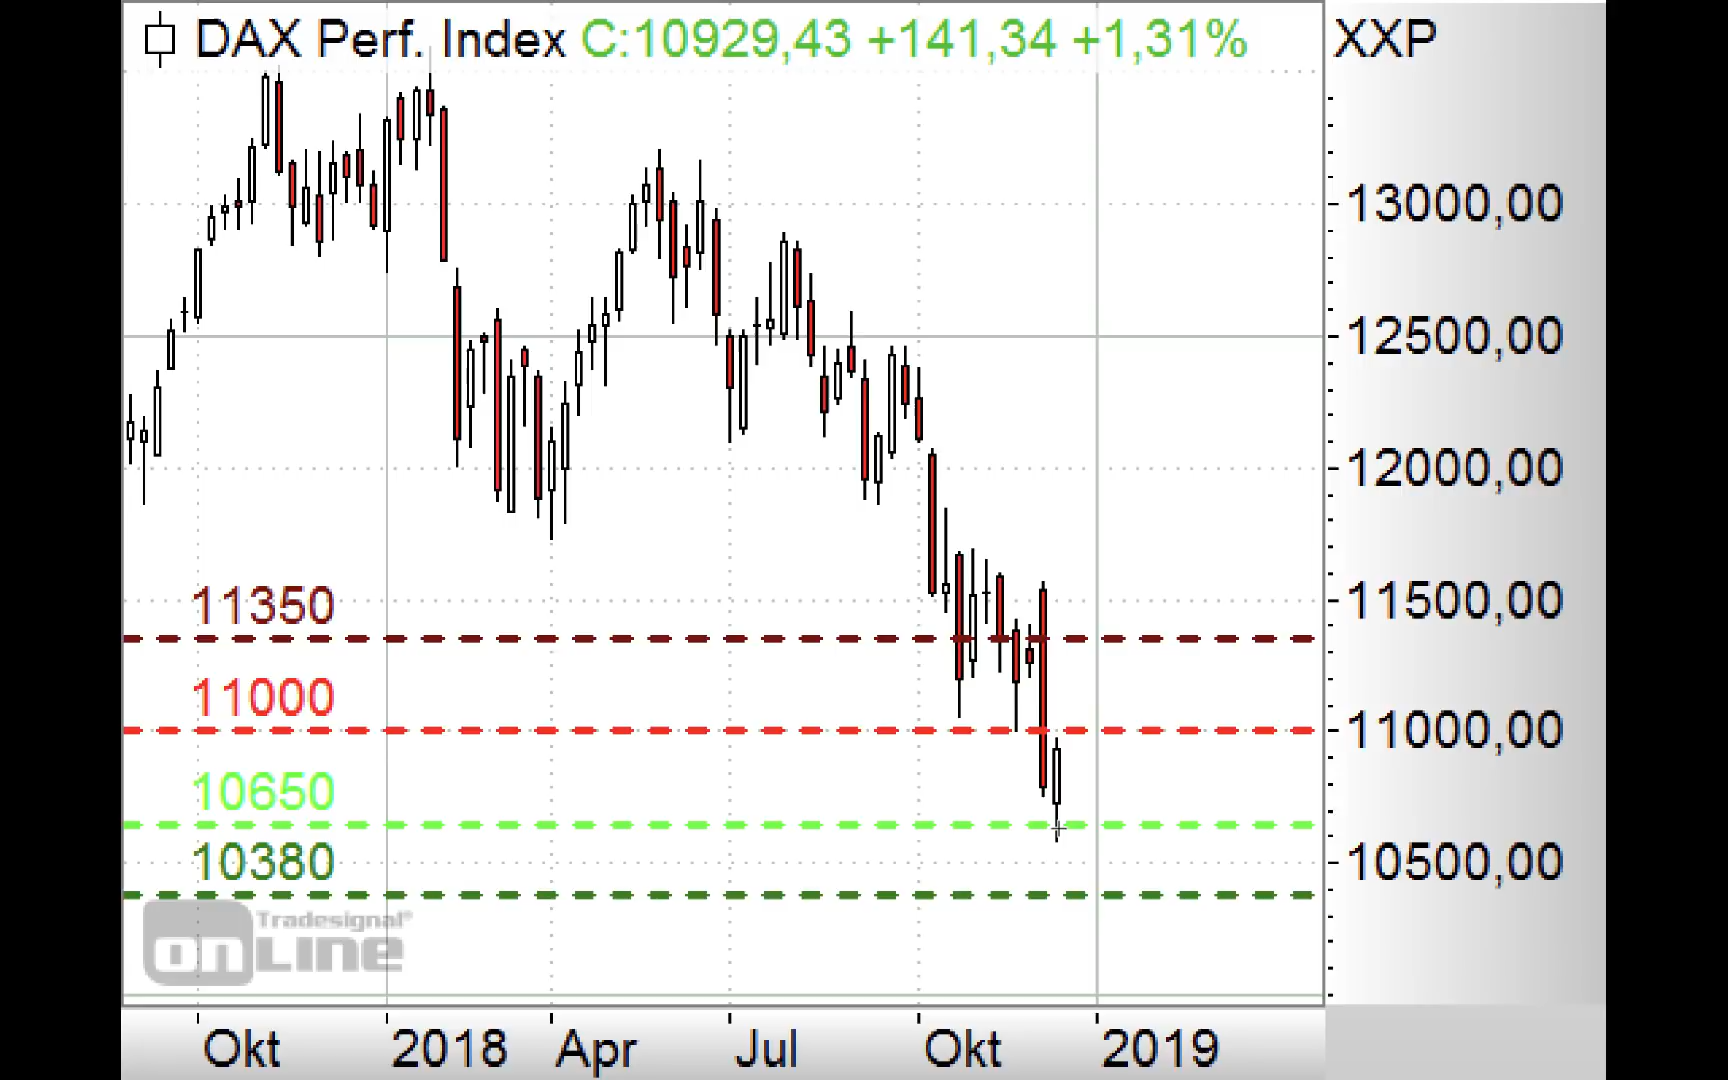 DAX Perf. Index C:10929,43 +141,34 +1,31%
XXP
13000,00
12500,00
12000,00
11500,00
11350
11000
11000,00
10650
10380
10500,00
Tradesignal®
onLine
Okt 2018 Apr Jul Okt 2019